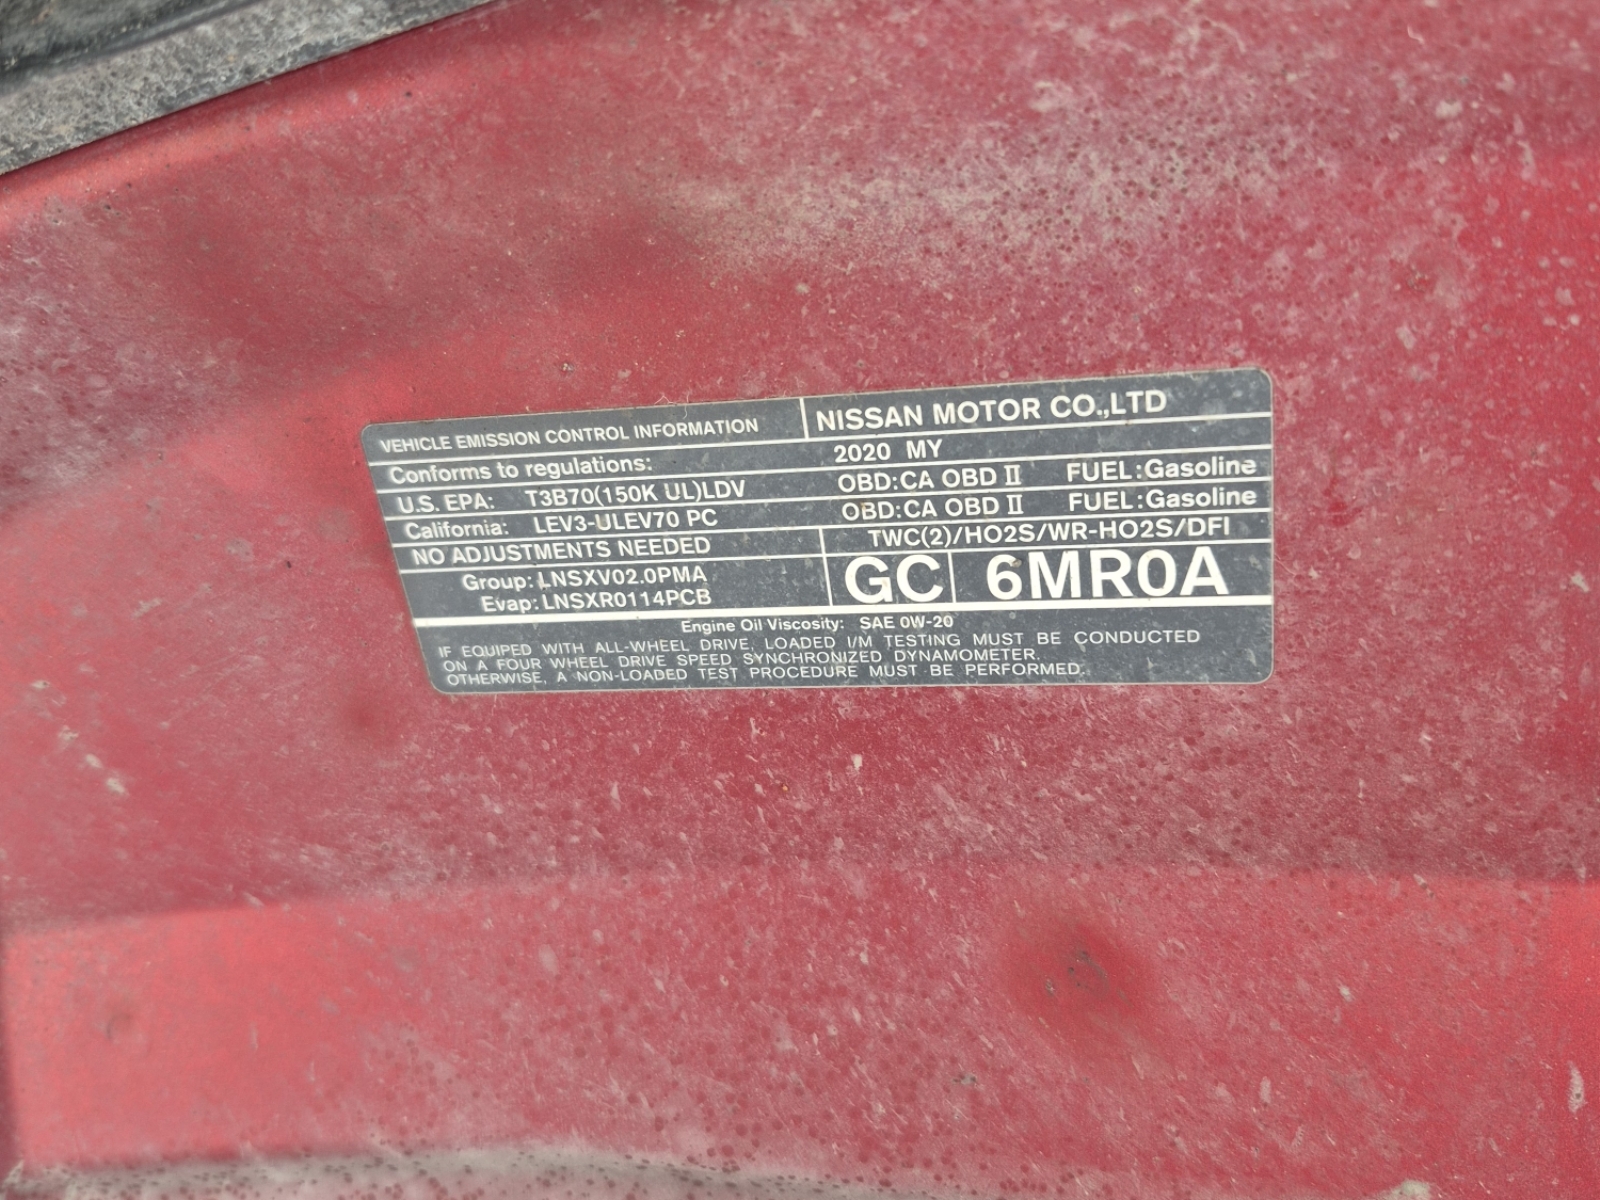 VEHICLE EMISSION CONTROL INFORMATION NISSAN MOTOR CO.,LTD
Conforms to regulations: 2020 MY
U.S. EPA: T3B70(150K UL)LDV OBD:CA OBD II FUEL:Gasoline
California: LEV3-ULEV70 PC OBD:CA OBD II FUEL:Gasoline
NO ADJUSTMENTS NEEDED TWC(2)/HO2S/WR-HO2S/DFI
Group: LNSXV02.0PMA GC 6MR0A
Evap: LNSXR0114PCB
Engine Oil Viscosity: SAE 0W-20
IF EQUIPED WITH ALL-WHEEL DRIVE, LOADED I/M TESTING MUST BE CONDUCTED
ON A FOUR WHEEL DRIVE SPEED SYNCHRONIZED DYNAMOMETER.
OTHERWISE, A NON-LOADED TEST PROCEDURE MUST BE PERFORMED.